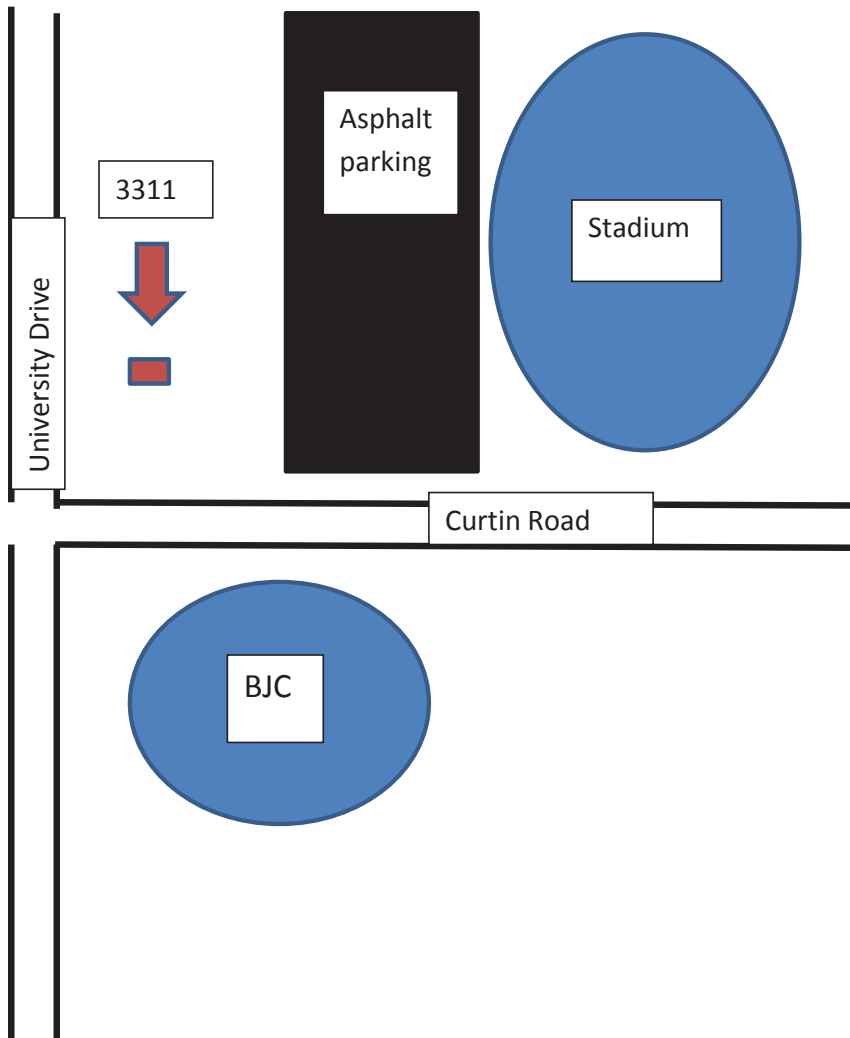 Asphalt
parking
3311
Stadium
University Drive
Curtin Road
BJC